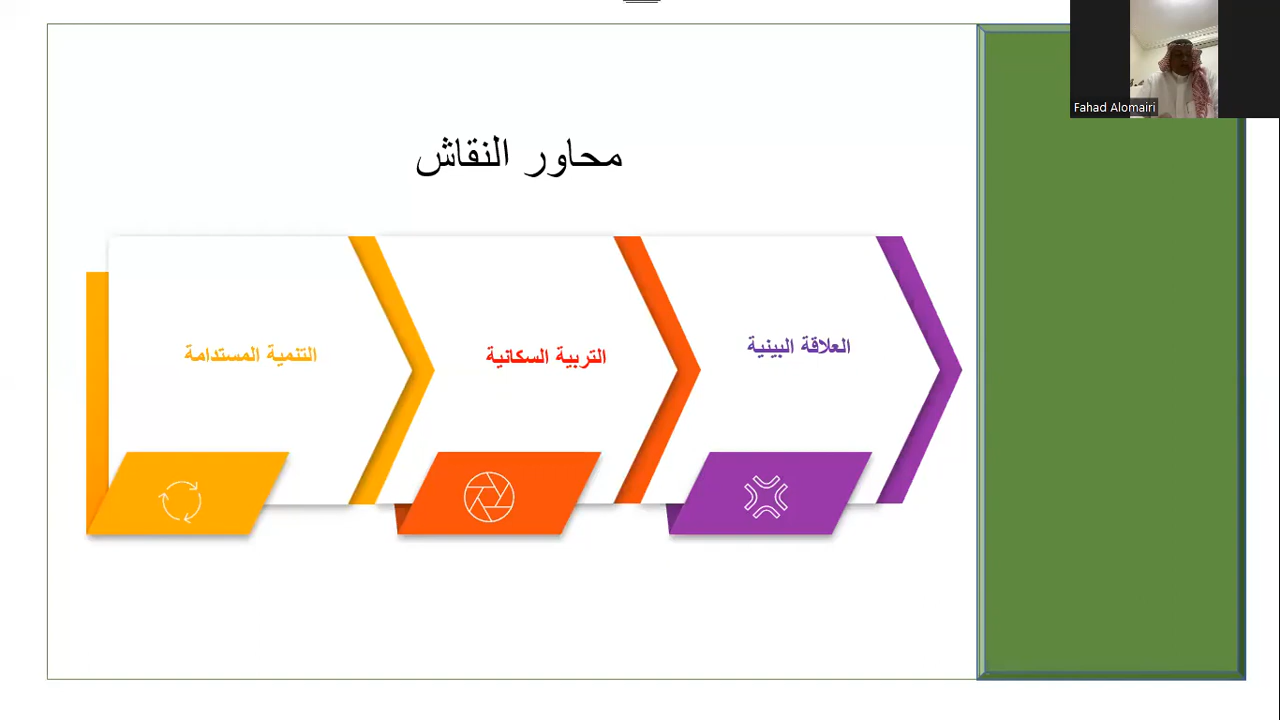 Fahad Alomairi
محاور النقاش
العلاقة البينية
التربية السكانية
التنمية المستدامة